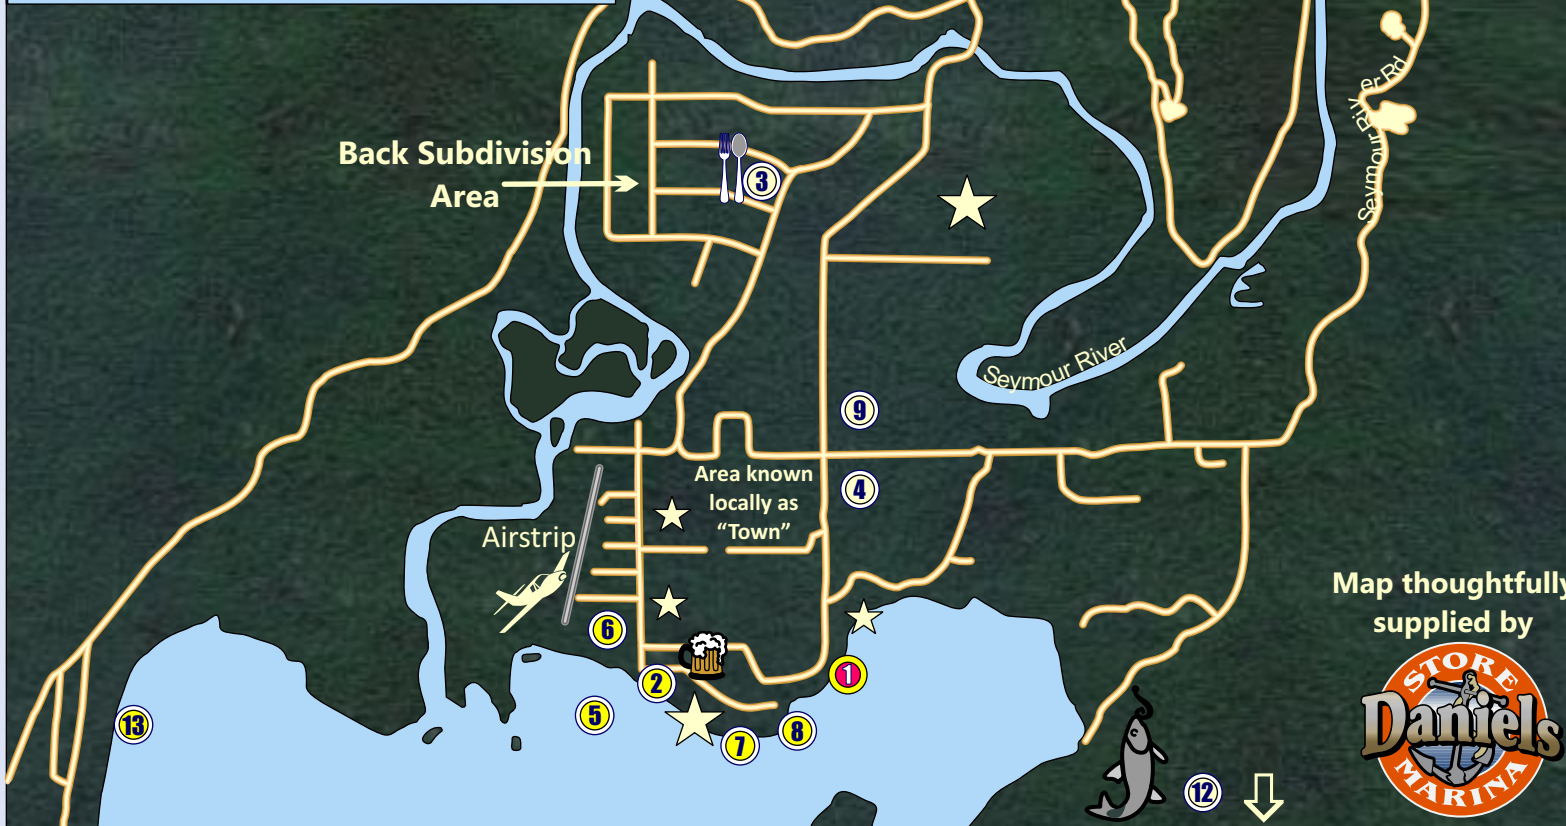 Seymour River Rd
Back Subdivision
Area
3
Seymour River
9
Area known
locally as
“Town”
4
Airstrip
6
1
2
5
7
8
13
12
Map thoughtfully
supplied by
STORE
Daniels
MARINA